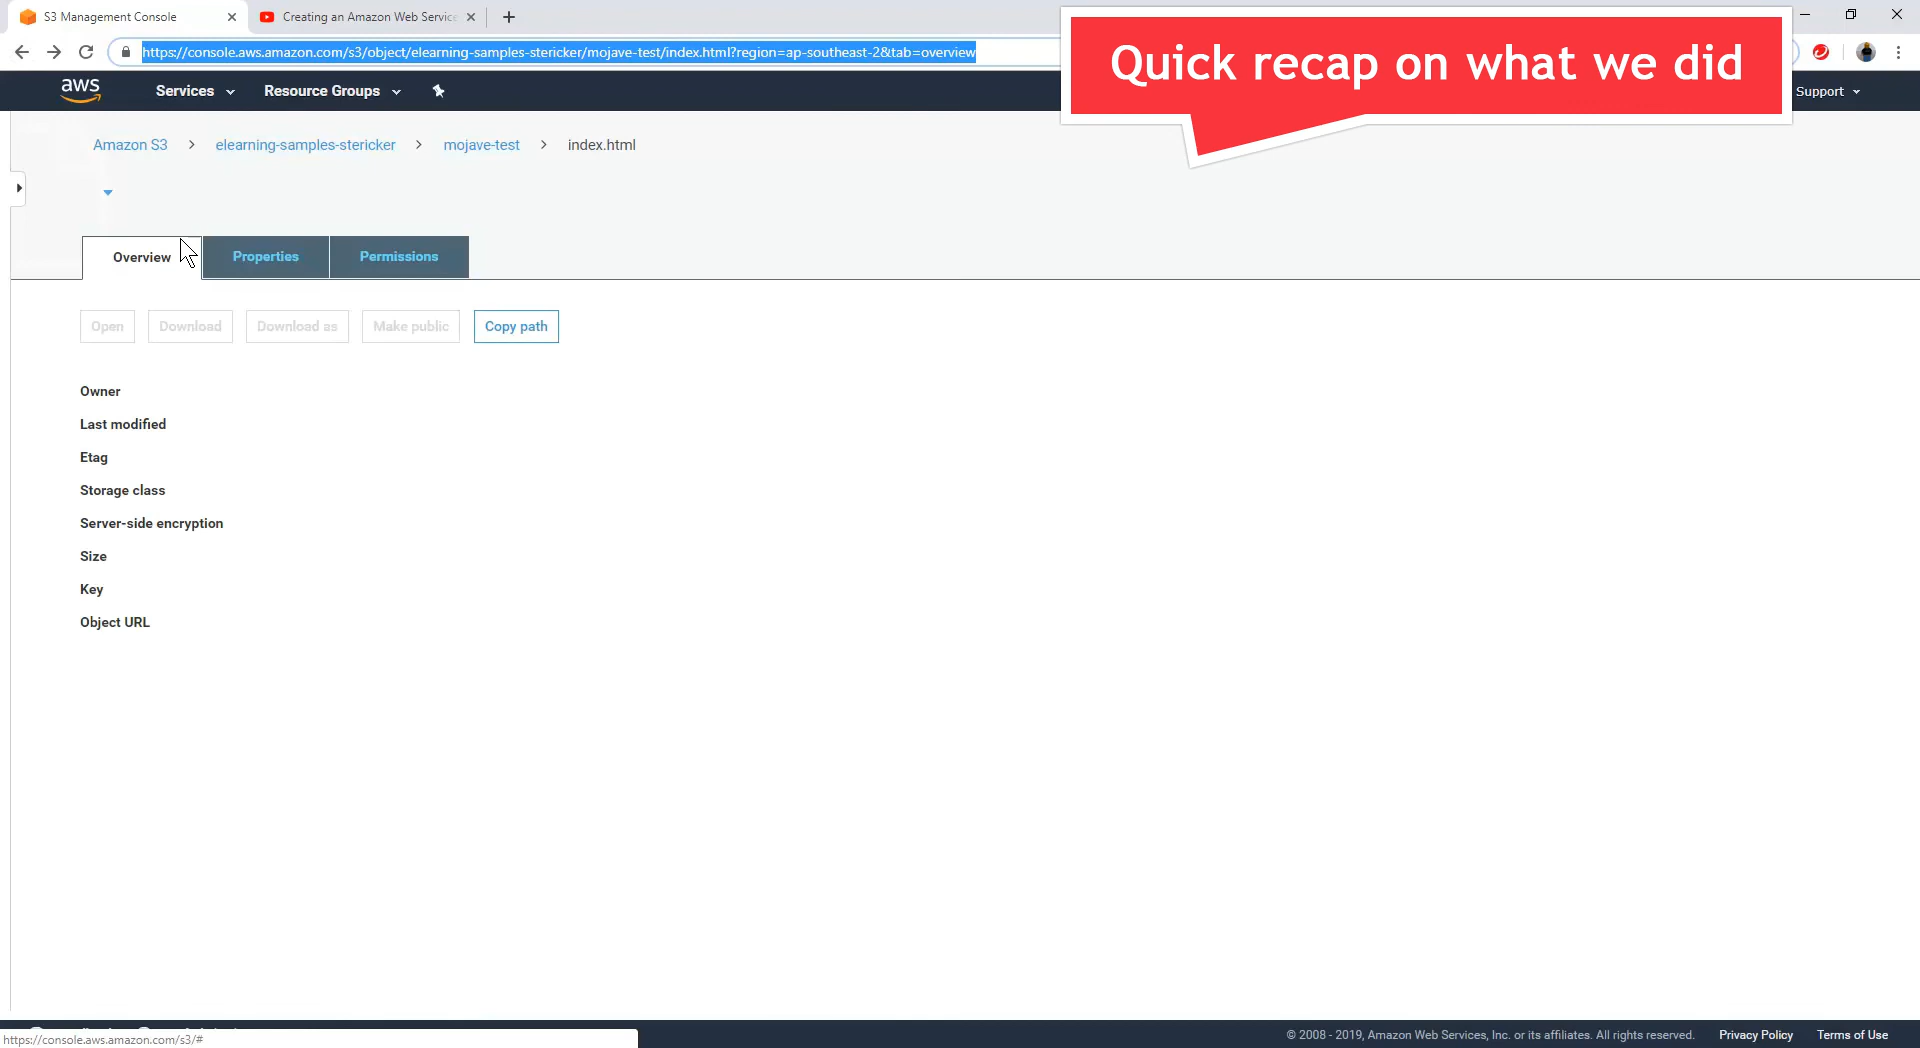 S3 Management Console
Creating an Amazon Web Service
Quick recap on what we did
https://console.aws.amazon.com/s3/object/elearning-samples-stericker/mojave-test/index.html?region=ap-southeast-2&tab=overview
aws
Services
Resource Groups
Support
Amazon S3 > elearning-samples-stericker > mojave-test > index.html
Overview
Properties
Permissions
Open
Download
Download as
Make public
Copy path
Owner
Last modified
Etag
Storage class
Server-side encryption
Size
Key
Object URL
© 2008 - 2019, Amazon Web Services, Inc. or its affiliates. All rights reserved.
Privacy Policy
Terms of Use
https://console.aws.amazon.com/s3/#